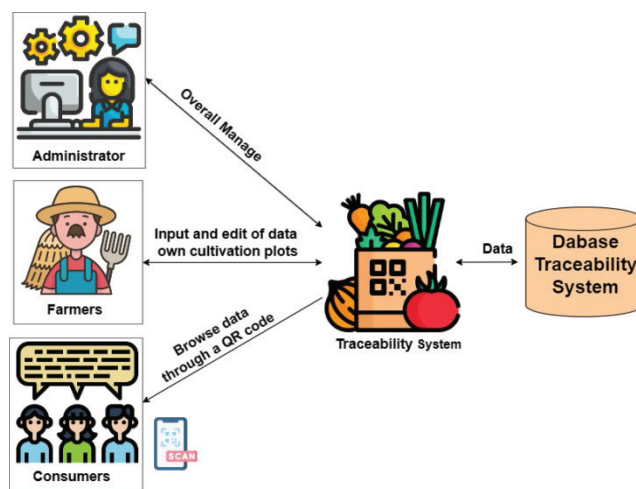 Administrator
Overall Manage
Input and edit of data
own cultivation plots
Farmers
Browse data
through a QR code
Consumers
SCAN
Traceability System
Data
Dabase
Traceability
System